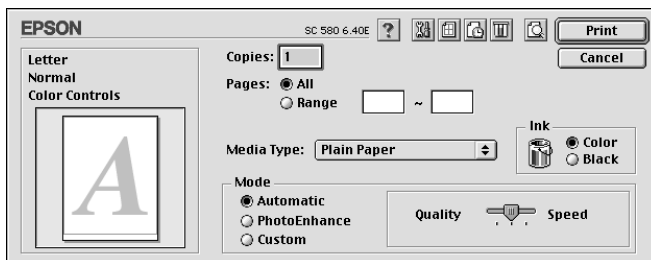 EPSON
SC 580 6.40E
?
Print
Cancel
Letter
Normal
Color Controls
A
Copies: 1
Pages: All
Range ~
Media Type: Plain Paper
Ink
Color
Black
Mode
Automatic
PhotoEnhance
Custom
Quality Speed